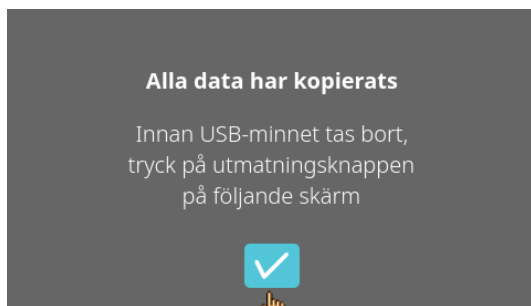 Alla data har kopierats
Innan USB-minnet tas bort,
tryck på utmatningsknappen
på följande skärm